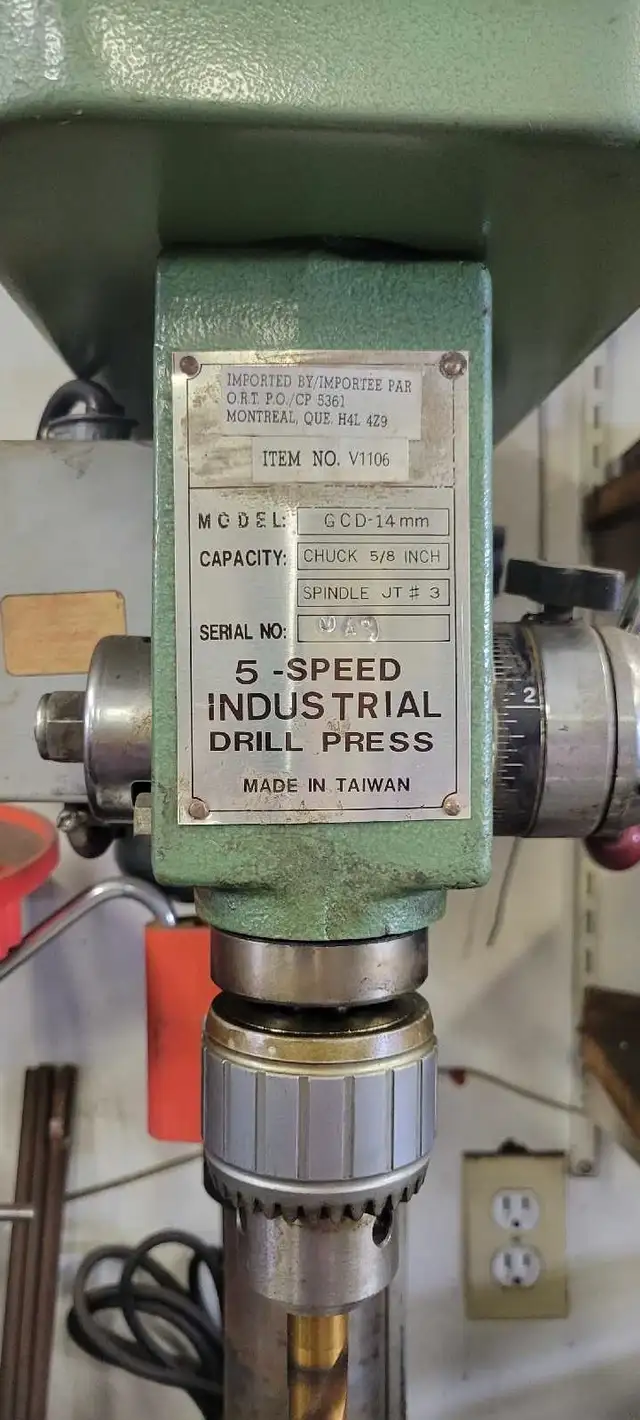 IMPORTED BY/IMPORTEE PAR
O.R.T. P.O./CP 5361
MONTREAL, QUE. H4L 4Z9
ITEM NO. V1106
MODEL: GCD-14mm
CAPACITY: CHUCK 5/8 INCH
SPINDLE JT # 3
SERIAL NO:
5 -SPEED
INDUSTRIAL
DRILL PRESS
MADE IN TAIWAN
2